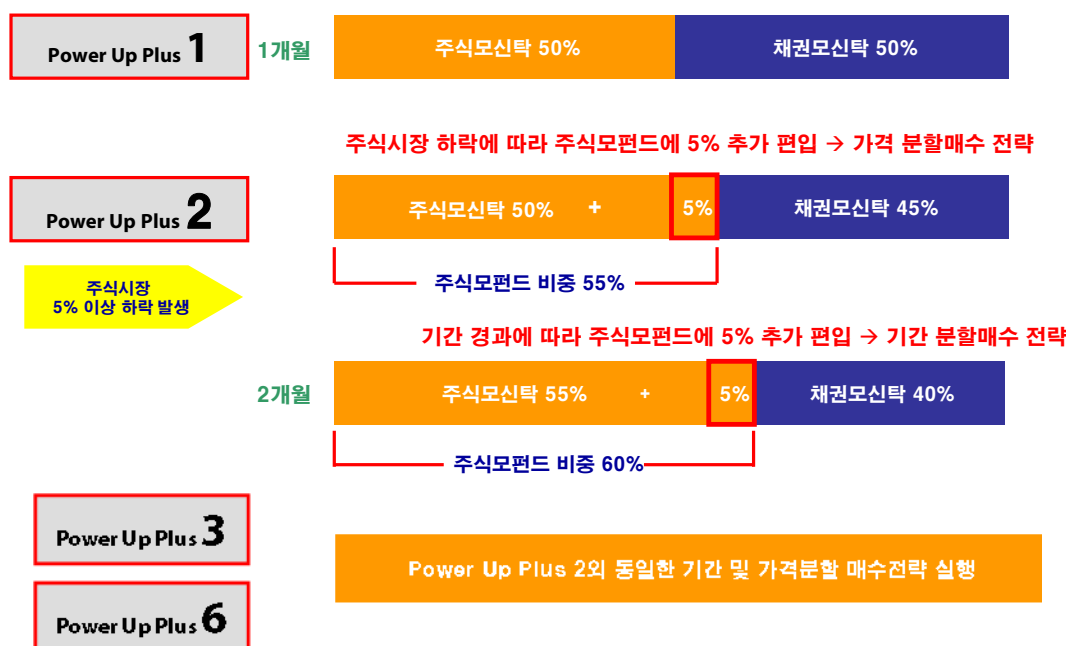 Power Up Plus 1
1개월
주식모신탁 50%
채권모신탁 50%
주식시장 하락에 따라 주식모펀드에 5% 추가 편입 → 가격 분할매수 전략
Power Up Plus 2
주식모신탁 50% + 5%
채권모신탁 45%
주식모펀드 비중 55%
주식시장
5% 이상 하락 발생
기간 경과에 따라 주식모펀드에 5% 추가 편입 → 기간 분할매수 전략
2개월
주식모신탁 55% + 5%
채권모신탁 40%
주식모펀드 비중 60%
Power Up Plus 3
Power Up Plus 2외 동일한 기간 및 가격분할 매수전략 실행
Power Up Plus 6